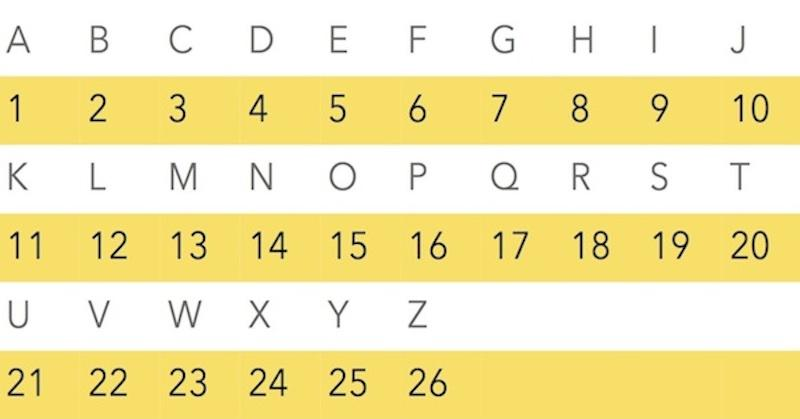 A B C D E F G H I J
1 2 3 4 5 6 7 8 9 10
K L M N O P Q R S T
11 12 13 14 15 16 17 18 19 20
U V W X Y Z
21 22 23 24 25 26